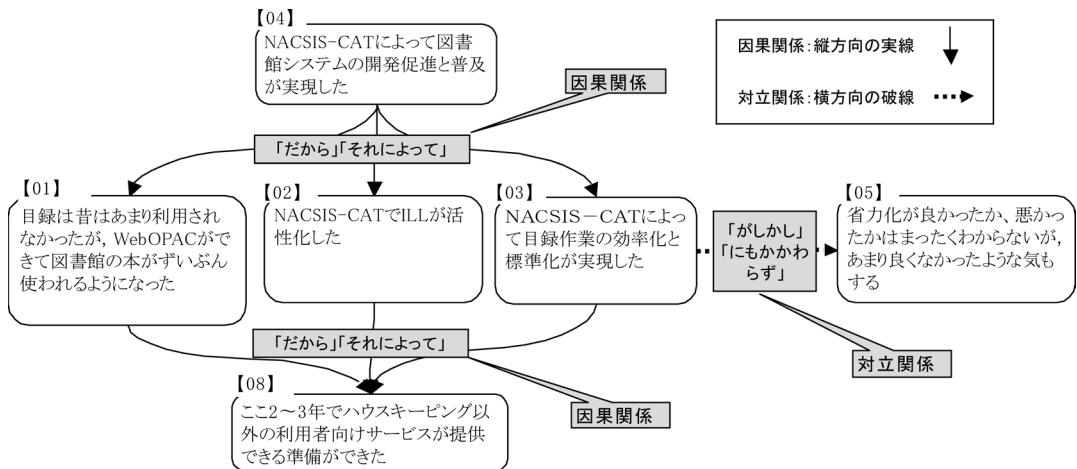 【04】
NACSIS-CATによって図書
館システムの開発促進と普及
が実現した
因果関係：縦方向の実線
対立関係：横方向の破線
因果関係
「だから」「それによって」
【01】
目録は昔はあまり利用され
なかったが，WebOPACがで
きて図書館の本がずいぶん
使われるようになった
【02】
NACSIS-CATでILLが活
性化した
【03】
NACSIS－CATによっ
て目録作業の効率化と
標準化が実現した
「がしかし」
「にもかかわ
らず」
【05】
省力化が良かったか、悪かっ
たかはまったくわからないが，
あまり良くなかったような気も
する
「だから」「それによって」
対立関係
【08】
ここ2～3年でハウスキーピング以
外の利用者向けサービスが提供
できる準備ができた
因果関係